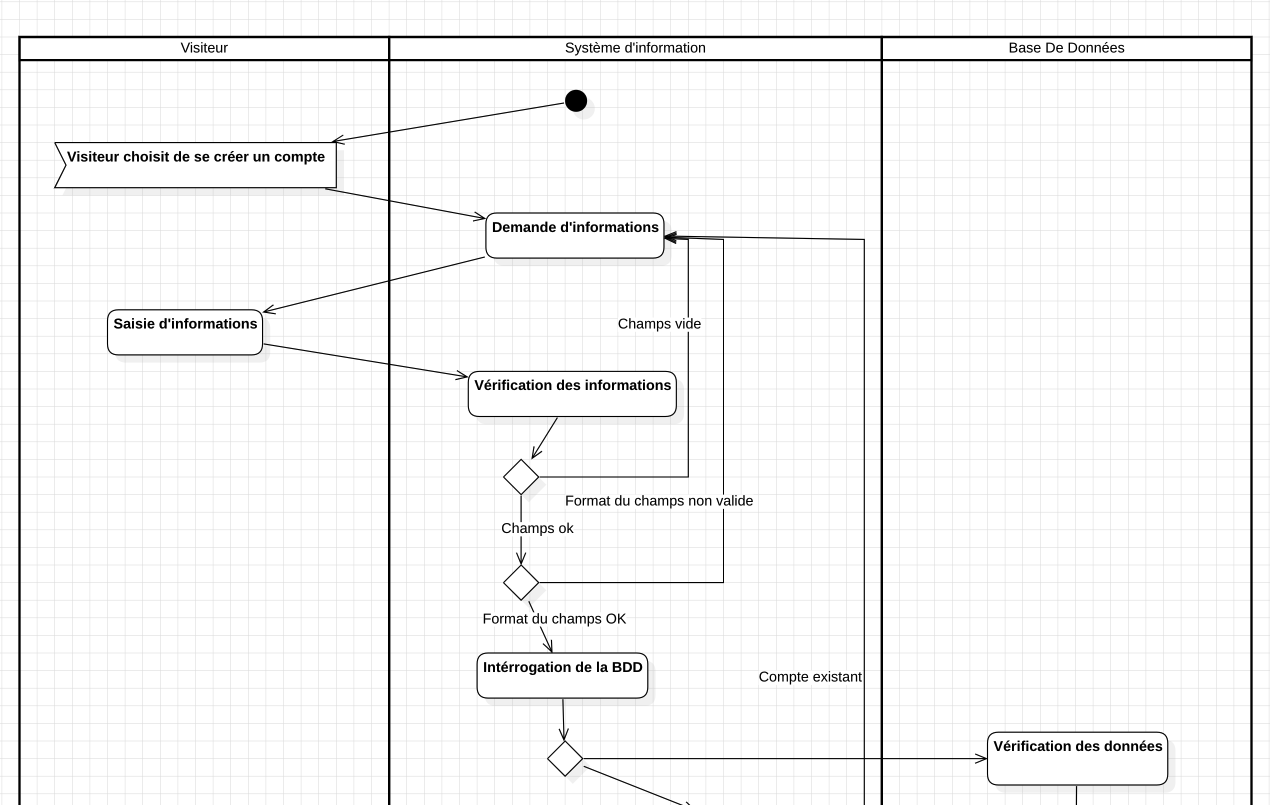 Visiteur
Système d'information
Base De Données
Visiteur choisit de se créer un compte
Demande d'informations
Saisie d'informations
Champs vide
Vérification des informations
Format du champs non valide
Champs ok
Format du champs OK
Intérrogation de la BDD
Compte existant
Vérification des données